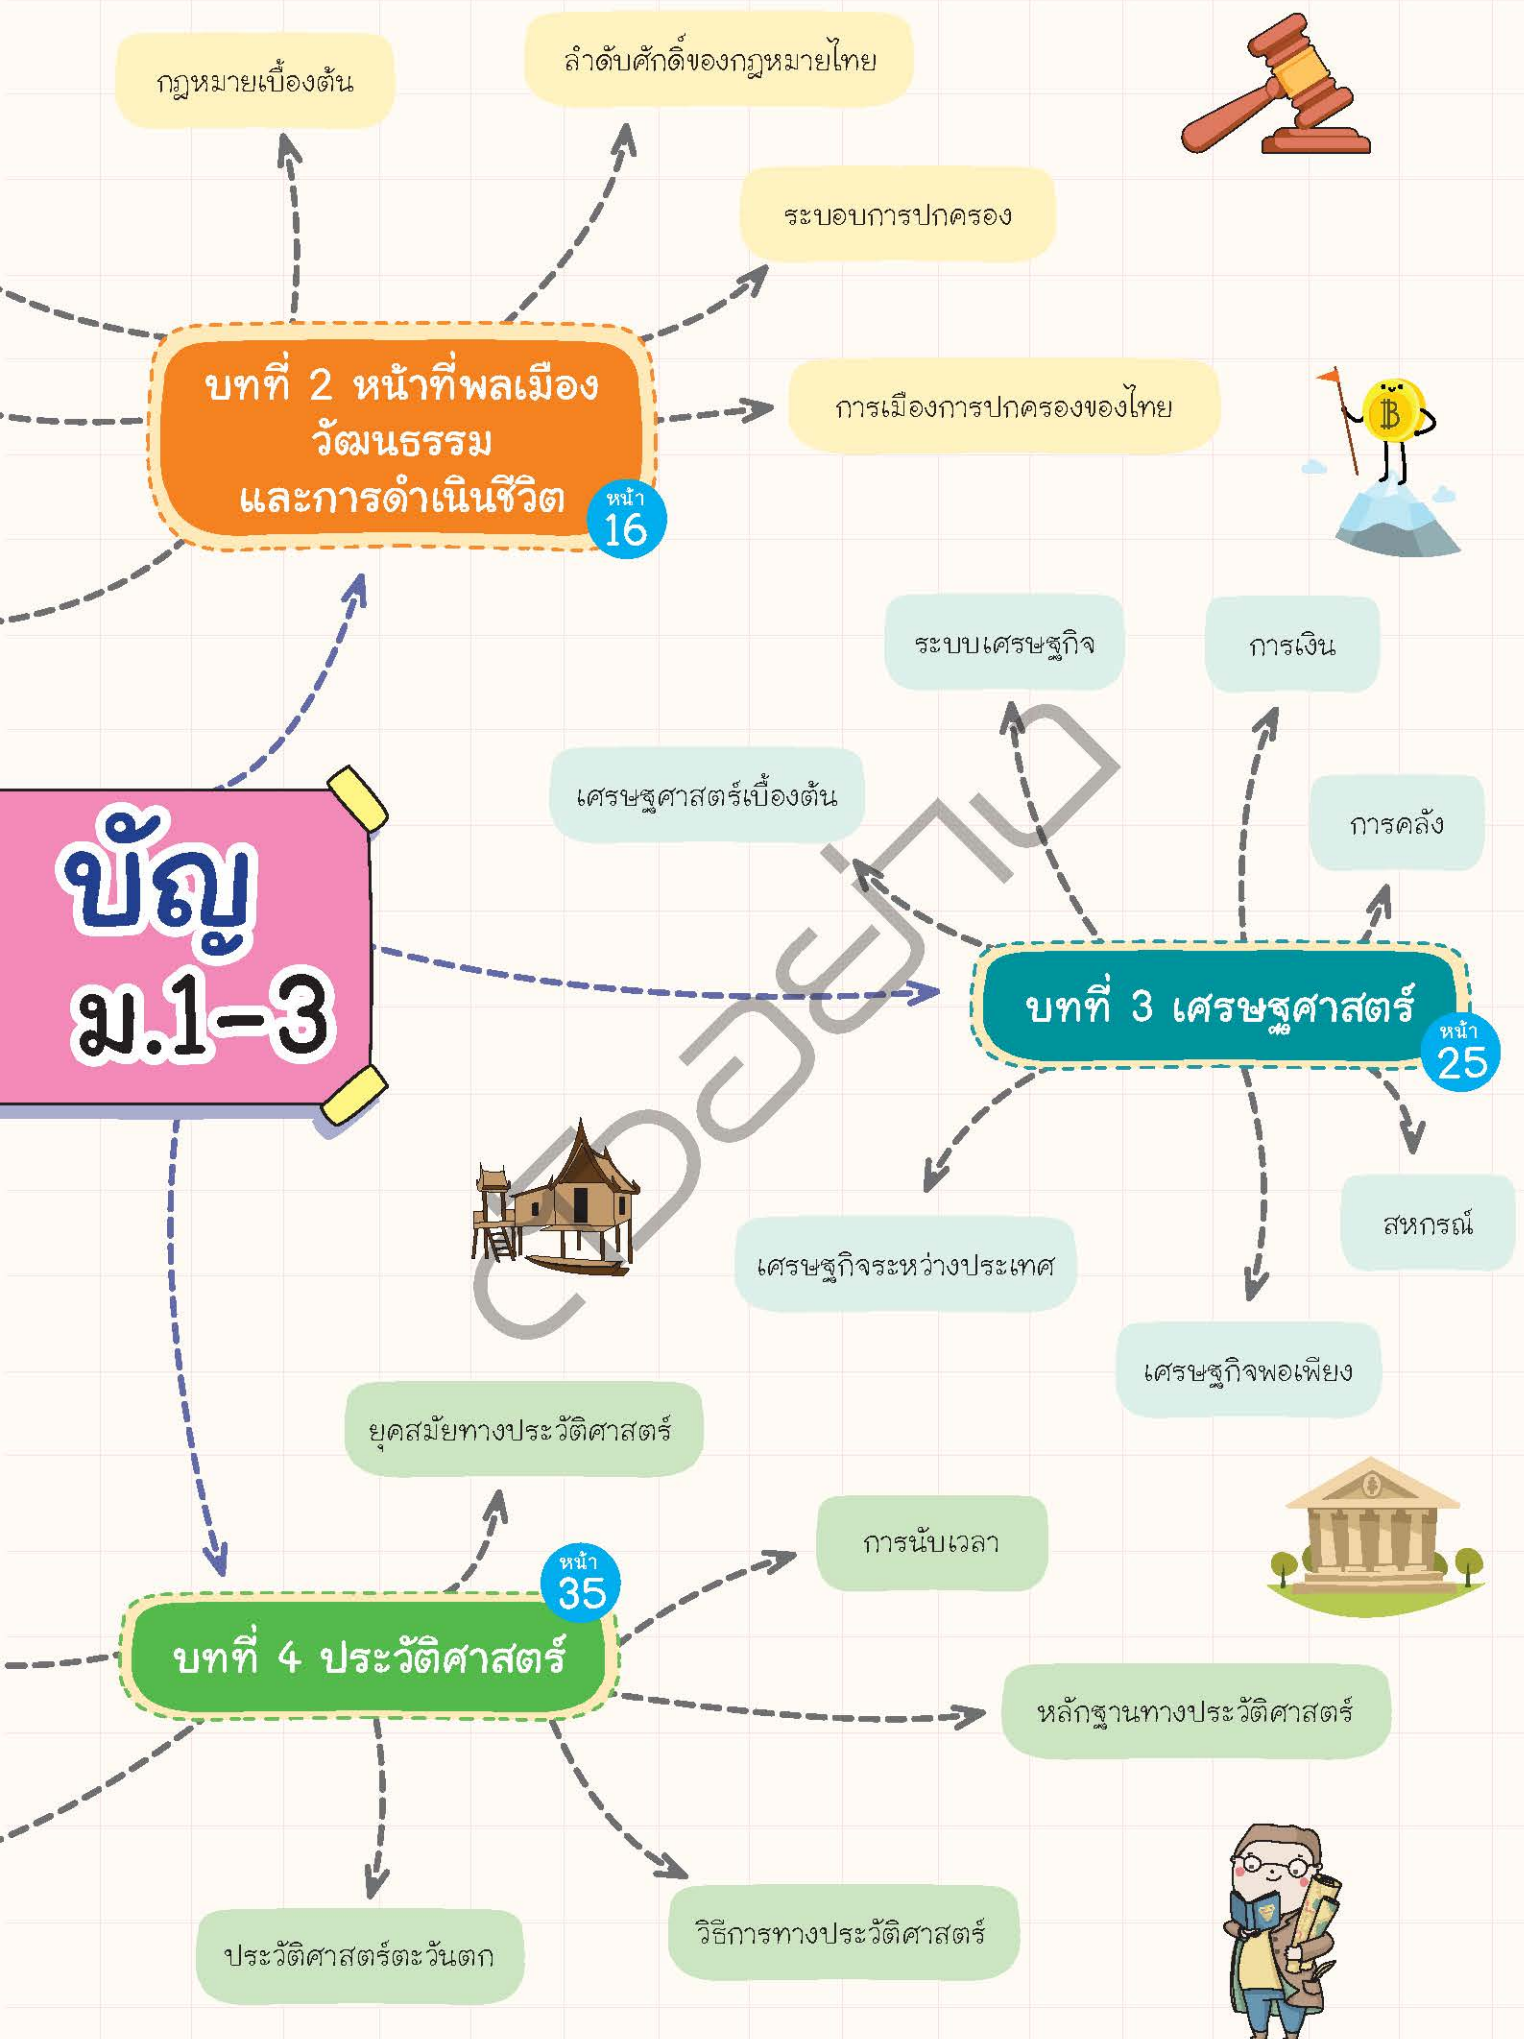 กฎหมายเบื้องต้น
ลำดับศักดิ์ของกฎหมายไทย
ระบอบการปกครอง
บทที่ 2 หน้าที่พลเมือง
วัฒนธรรม
และการดำเนินชีวิต
หน้า
16
การเมืองการปกครองของไทย
ระบบเศรษฐกิจ
การเงิน
เศรษฐศาสตร์เบื้องต้น
การคลัง
บัญ
ม.1-3
บทที่ 3 เศรษฐศาสตร์
หน้า
25
ตัวอย่าง
สหกรณ์
เศรษฐกิจระหว่างประเทศ
เศรษฐกิจพอเพียง
ยุคสมัยทางประวัติศาสตร์
การนับเวลา
หน้า
35
บทที่ 4 ประวัติศาสตร์
หลักฐานทางประวัติศาสตร์
วิธีการทางประวัติศาสตร์
ประวัติศาสตร์ตะวันตก